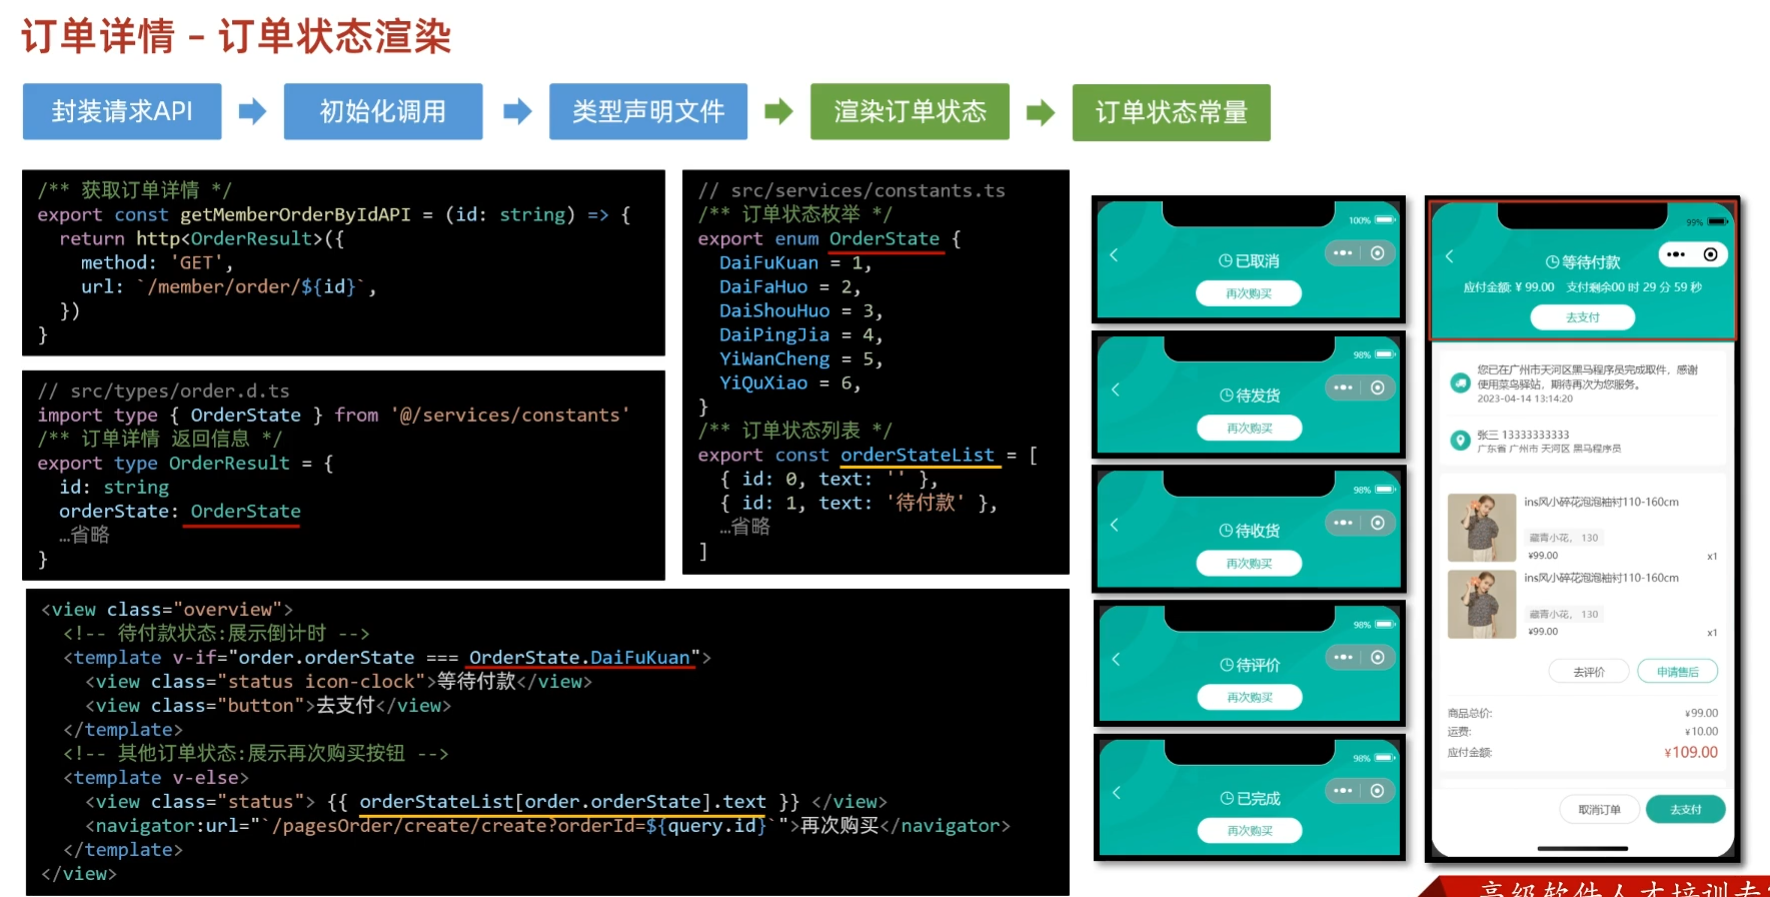 订单详情 – 订单状态渲染
封装请求API
初始化调用
类型声明文件
渲染订单状态
订单状态常量
/** 获取订单详情 */
export const getMemberOrderByIdAPI = (id: string) => {
  return http<OrderResult>({
    method: 'GET',
    url: `/member/order/${id}`,
  })
}
// src/types/order.d.ts
import type { OrderState } from '@/services/constants'
/** 订单详情 返回信息 */
export type OrderResult = {
  id: string
  orderState: OrderState
  …省略
}
// src/services/constants.ts
/** 订单状态枚举 */
export enum OrderState {
  DaiFuKuan = 1,
  DaiFaHuo = 2,
  DaiShouHuo = 3,
  DaiPingJia = 4,
  YiWanCheng = 5,
  YiQuXiao = 6,
}
/** 订单状态列表 */
export const orderStateList = [
  { id: 0, text: '' },
  { id: 1, text: '待付款' },
  …省略
]
<view class="overview">
  <!-- 待付款状态:展示倒计时 -->
  <template v-if="order.orderState === OrderState.DaiFuKuan">
    <view class="status icon-clock">等待付款</view>
    <view class="button">去支付</view>
  </template>
  <!-- 其他订单状态:展示再次购买按钮 -->
  <template v-else>
    <view class="status"> {{ orderStateList[order.orderState].text }} </view>
    <navigator:url="`/pagesOrder/create/create?orderId=${query.id}`">再次购买</navigator>
  </template>
</view>
100%
已取消
再次购买
98%
待发货
再次购买
98%
待收货
再次购买
98%
待评价
再次购买
98%
已完成
再次购买
99%
等待付款
应付金额: ¥ 99.00 支付剩余00 时 29 分 59 秒
去支付
您已在广州市天河区黑马程序员完成取件，感谢
使用菜鸟驿站，期待再次为您服务。
2023-04-14 13:14:20
张三 13333333333
广东省 广州市 天河区 黑马程序员
ins风小碎花泡泡袖衬110-160cm
藏青小花， 130
¥99.00 x1
ins风小碎花泡泡袖衬110-160cm
藏青小花， 130
¥99.00 x1
去评价 申请售后
商品总价: ¥99.00
运费: ¥10.00
应付金额: ¥109.00
取消订单 去支付
高级软件人才培训专